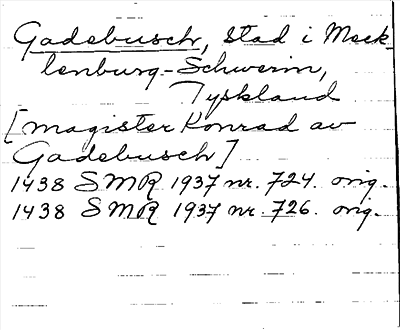 Gadebusch, stad i Meck-
lenburg-Schwerin,
Tyskland
[magister Konrad av
Gadebusch]
1438 SMR 1937 nr. 724. orig.
1438 SMR 1937 nr. 726. orig.